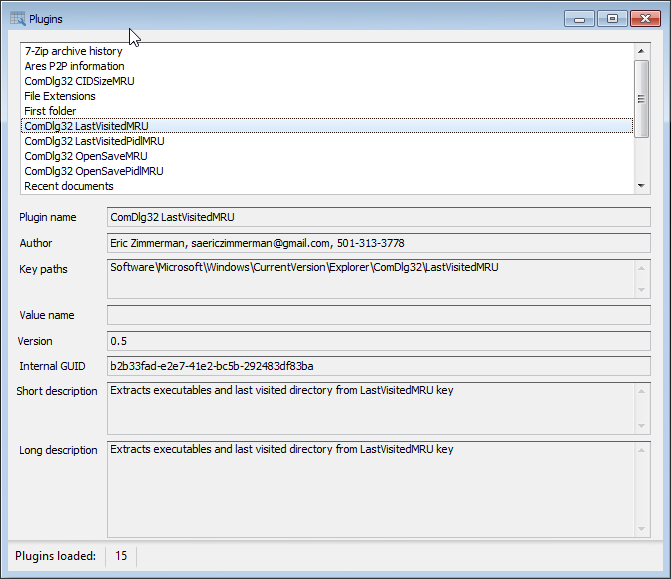 Plugins
7-Zip archive history
Ares P2P information
ComDlg32 CIDSizeMRU
File Extensions
First folder
ComDlg32 LastVisitedMRU
ComDlg32 LastVisitedPidlMRU
ComDlg32 OpenSaveMRU
ComDlg32 OpenSavePidlMRU
Recent documents
Plugin name ComDlg32 LastVisitedMRU
Author Eric Zimmerman, saericzimmerman@gmail.com, 501-313-3778
Key paths Software\Microsoft\Windows\CurrentVersion\Explorer\ComDlg32\LastVisitedMRU
Value name
Version 0.5
Internal GUID b2b33fad-e2e7-41e2-bc5b-292483df83ba
Short description Extracts executables and last visited directory from LastVisitedMRU key
Long description Extracts executables and last visited directory from LastVisitedMRU key
Plugins loaded: 15